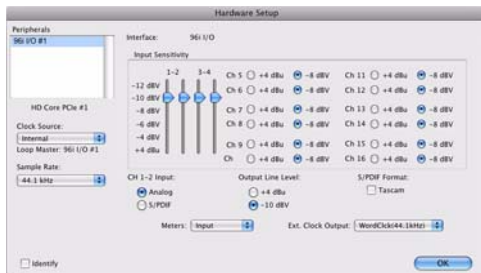 Hardware Setup
Peripherals
96i I/O #1
HD Core PCIe #1
Clock Source:
Internal
Loop Master: 96i I/O #1
Sample Rate:
44.1 kHz
Identify
Interface: 96i I/O
Input Sensitivity
1-2 3-4
-12 dBV
-10 dBV
-8 dBV
-6 dBV
-4 dBV
+4 dBu
Ch 5 +4 dBu -8 dBV Ch 11 +4 dBu -8 dBV
Ch 6 +4 dBu -8 dBV Ch 12 +4 dBu -8 dBV
Ch 7 +4 dBu -8 dBV Ch 13 +4 dBu -8 dBV
Ch 8 +4 dBu -8 dBV Ch 14 +4 dBu -8 dBV
Ch 9 +4 dBu -8 dBV Ch 15 +4 dBu -8 dBV
Ch +4 dBu -8 dBV Ch 16 +4 dBu -8 dBV
CH 1-2 Input: Output Line Level: S/PDIF Format:
Analog +4 dBu Tascam
S/PDIF -10 dBV
Meters: Input Ext. Clock Output: WordClck(44.1kHz)
OK